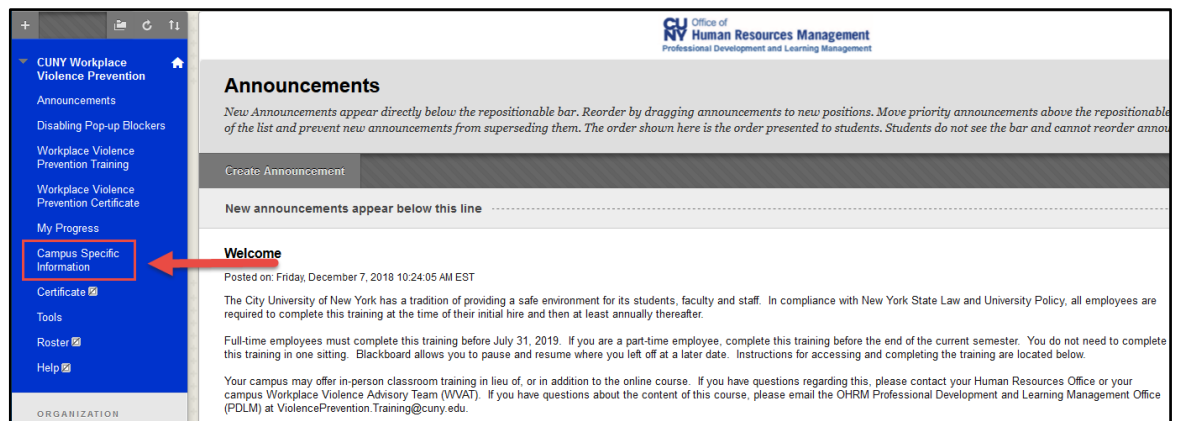 CUNY Workplace
Violence Prevention
Announcements
Disabling Pop-up Blockers
Workplace Violence
Prevention Training
Workplace Violence
Prevention Certificate
My Progress
Campus Specific
Information
Certificate
Tools
Roster
Help
ORGANIZATION
CUNY Office of
Human Resources Management
Professional Development and Learning Management
Announcements
New Announcements appear directly below the repositionable bar. Reorder by dragging announcements to new positions. Move priority announcements above the repositionable
of the list and prevent new announcements from superseding them. The order shown here is the order presented to students. Students do not see the bar and cannot reorder
Create Announcement
New announcements appear below this line
Welcome
Posted on: Friday, December 7, 2018 10:24:05 AM EST
The City University of New York has a tradition of providing a safe environment for its students, faculty and staff. In compliance with New York State Law and University Policy, all employees are
required to complete this training at the time of their initial hire and then at least annually thereafter.
Full-time employees must complete this training before July 31, 2019. If you are a part-time employee, complete this training before the end of the current semester. You do not need to complete
this training in one sitting. Blackboard allows you to pause and resume where you left off at a later date. Instructions for accessing and completing the training are located below.
Your campus may offer in-person classroom training in lieu of, or in addition to the online course. If you have questions regarding this, please contact your Human Resources Office or your
campus Workplace Violence Advisory Team (WVAT). If you have questions about the content of this course, please email the OHRM Professional Development and Learning Management Office
(PDLM) at ViolencePrevention.Training@cuny.edu.